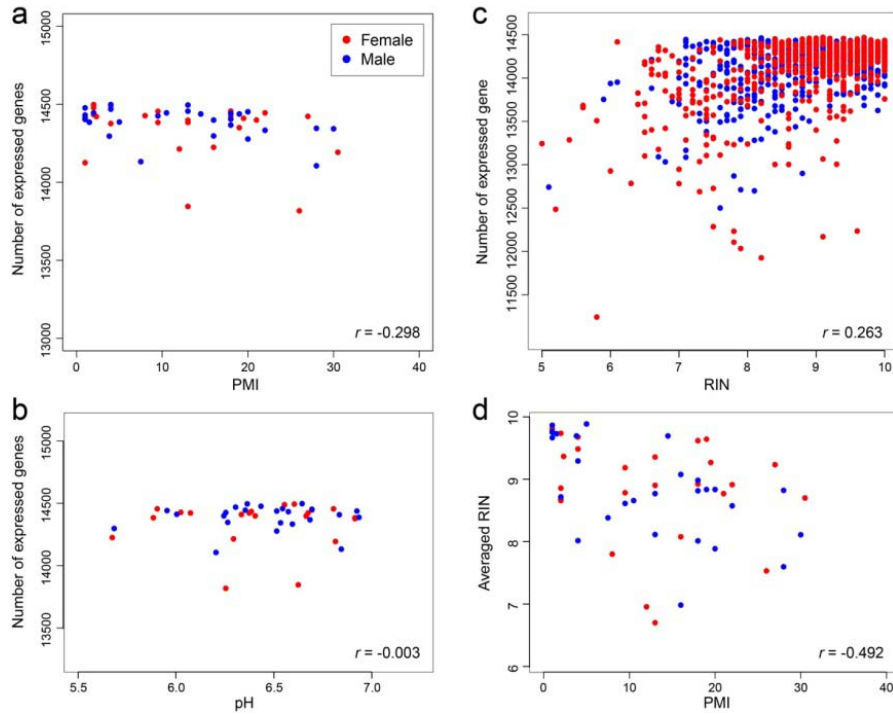 a
15000
14500
14000
13500
13000
Number of expressed genes
Female
Male
r = -0.298
0 10 20 30 40
PMI
b
15000
14500
14000
13500
Number of expressed genes
r = -0.003
5.5 6.0 6.5 7.0
pH
c
14500
14000
13500
13000
12500
12000
11500
Number of expressed gene
r = 0.263
5 6 7 8 9 10
RIN
d
10
9
8
7
6
Averaged RIN
r = -0.492
0 10 20 30 40
PMI